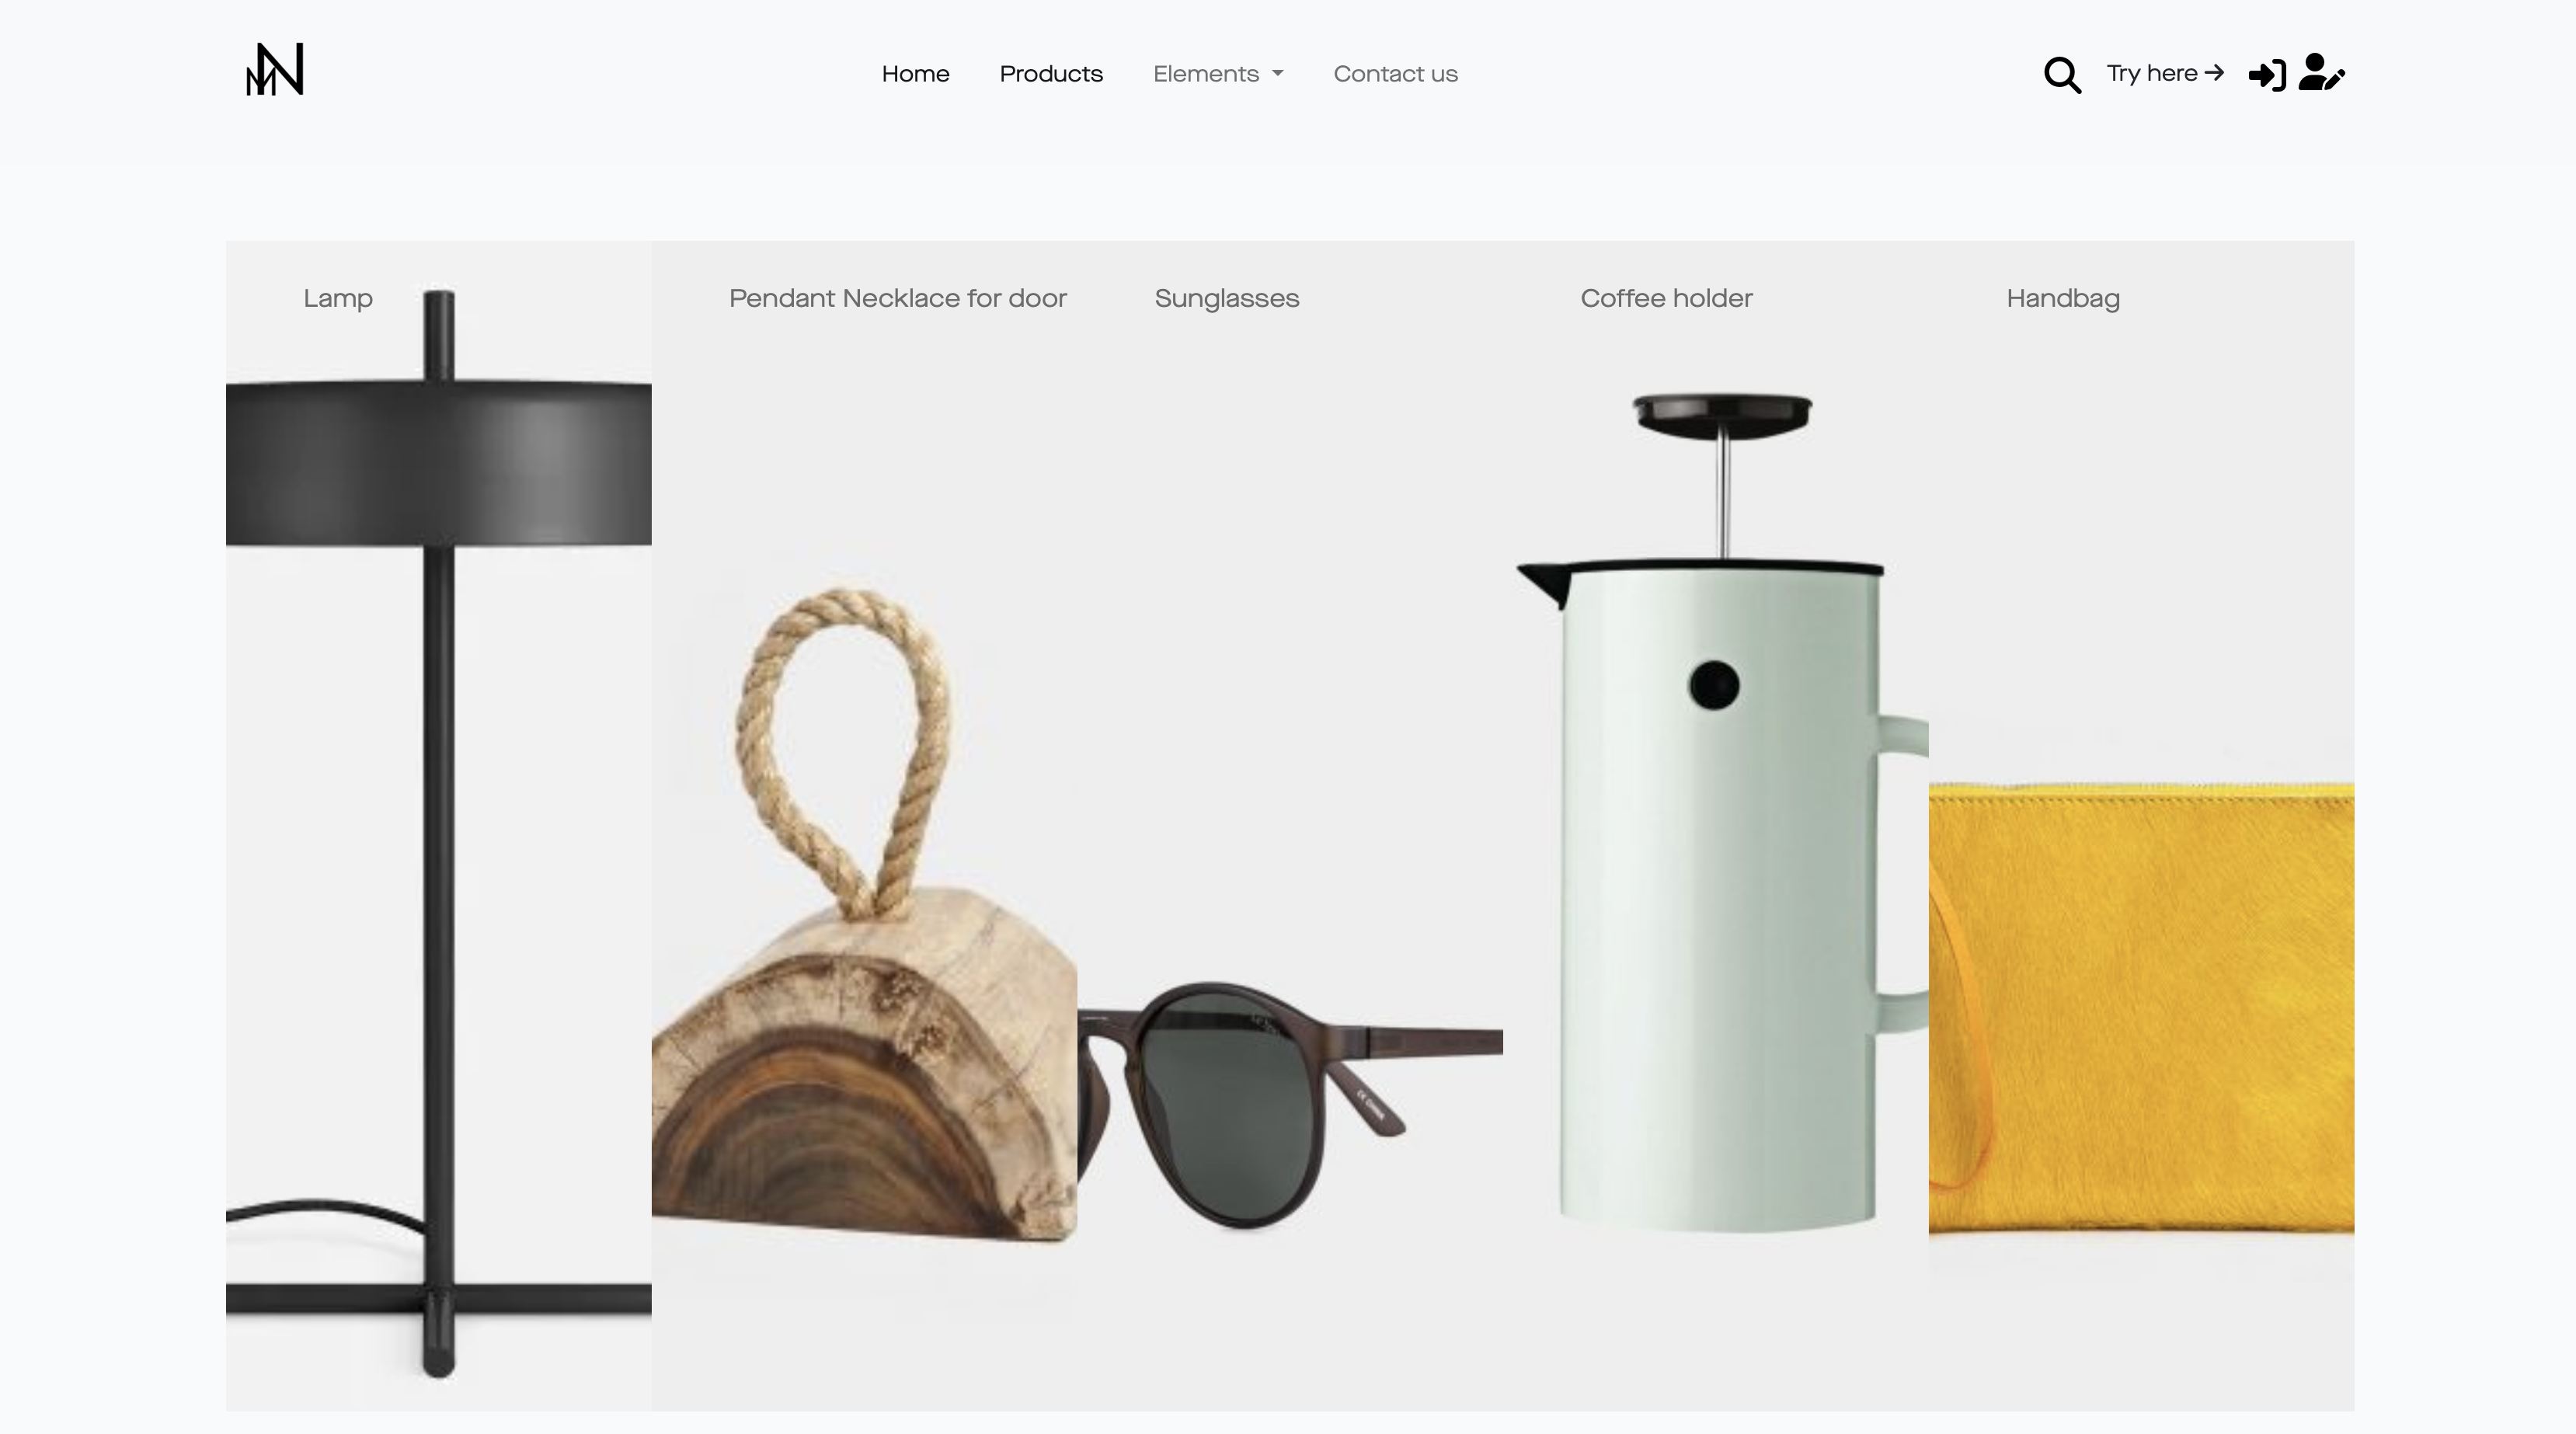 Home Products Elements Contact us Try here →
Lamp Pendant Necklace for door Sunglasses Coffee holder Handbag